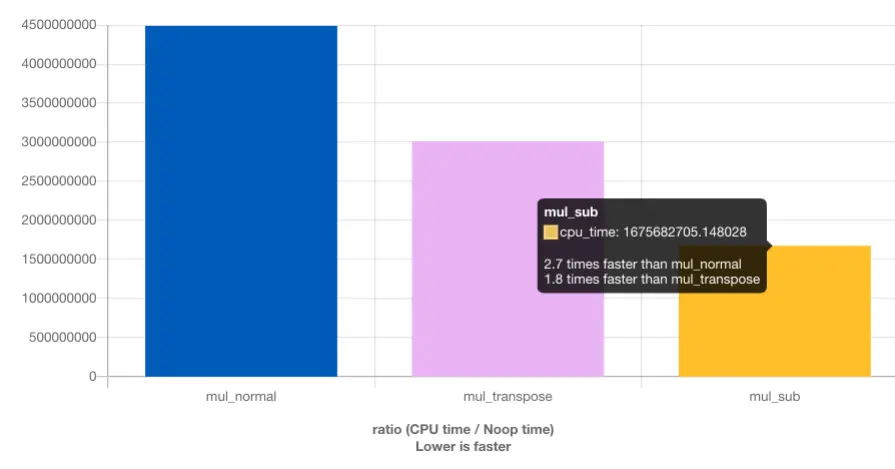 4500000000
4000000000
3500000000
3000000000
2500000000
2000000000
1500000000
1000000000
500000000
0
mul_sub
cpu_time: 1675682705.148028
2.7 times faster than mul_normal
1.8 times faster than mul_transpose
mul_normal
mul_transpose
mul_sub
ratio (CPU time / Noop time)
Lower is faster